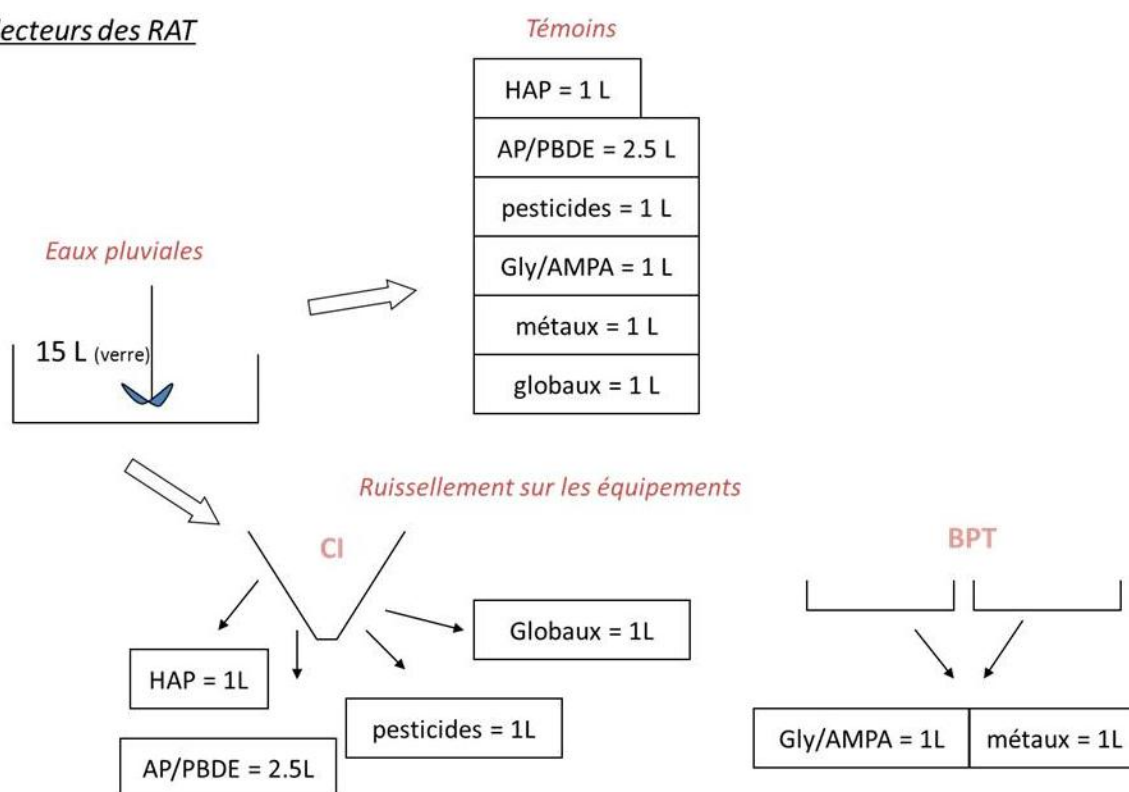 des RAT
Témoins
HAP = 1 L
AP/PBDE = 2.5 L
pesticides = 1 L
Gly/AMPA = 1 L
métaux = 1 L
globaux = 1 L
Eaux pluviales
15 L (verre)
Ruissellement sur les équipements
CI
BPT
Globaux = 1L
HAP = 1L
pesticides = 1L
AP/PBDE = 2.5L
Gly/AMPA = 1L
métaux = 1L